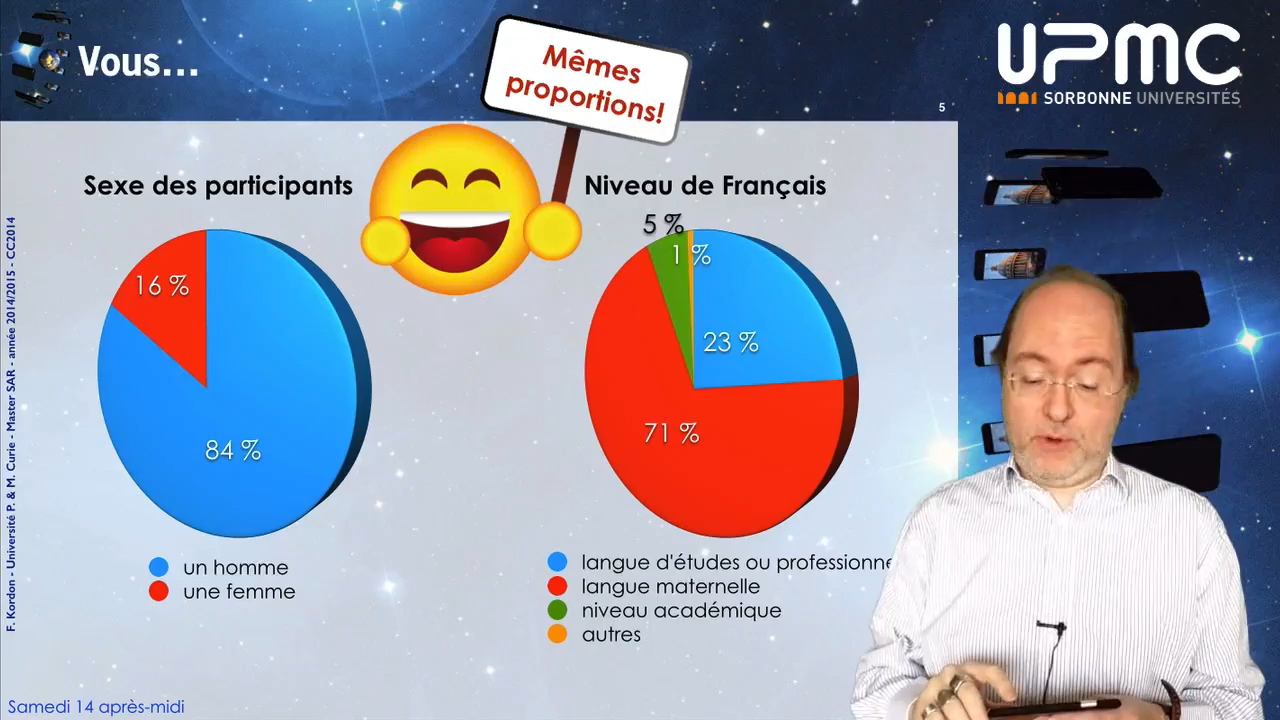 Vous...
Mêmes
proportions!
UPMC
SORBONNE UNIVERSITÉS
5
Sexe des participants
16 %
84 %
un homme
une femme
Niveau de Français
5 %
1 %
23 %
71 %
langue d'études ou
langue maternelle
niveau académique
autres
F. Kordon - Université P. & M. Curie - Master SAR - année 2014/2015 - CC2014
Samedi 14 après-midi